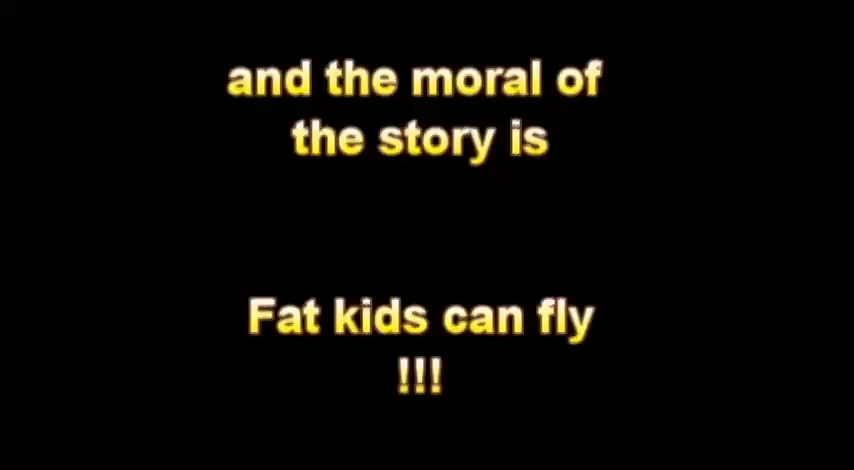 and the moral of
the story is
Fat kids can fly
!!!